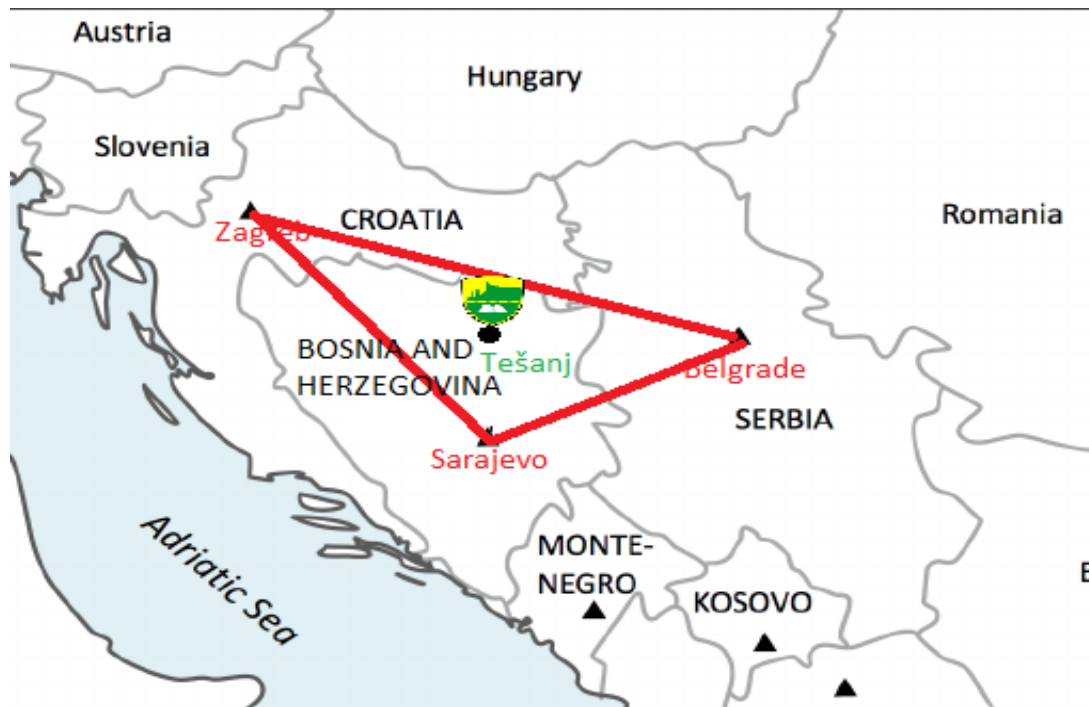 Austria
Hungary
Slovenia
CROATIA
Romania
Zagreb
BOSNIA AND
HERZEGOVINA
Tešanj
Belgrade
SERBIA
Sarajevo
Adriatic Sea
MONTE-
NEGRO
KOSOVO